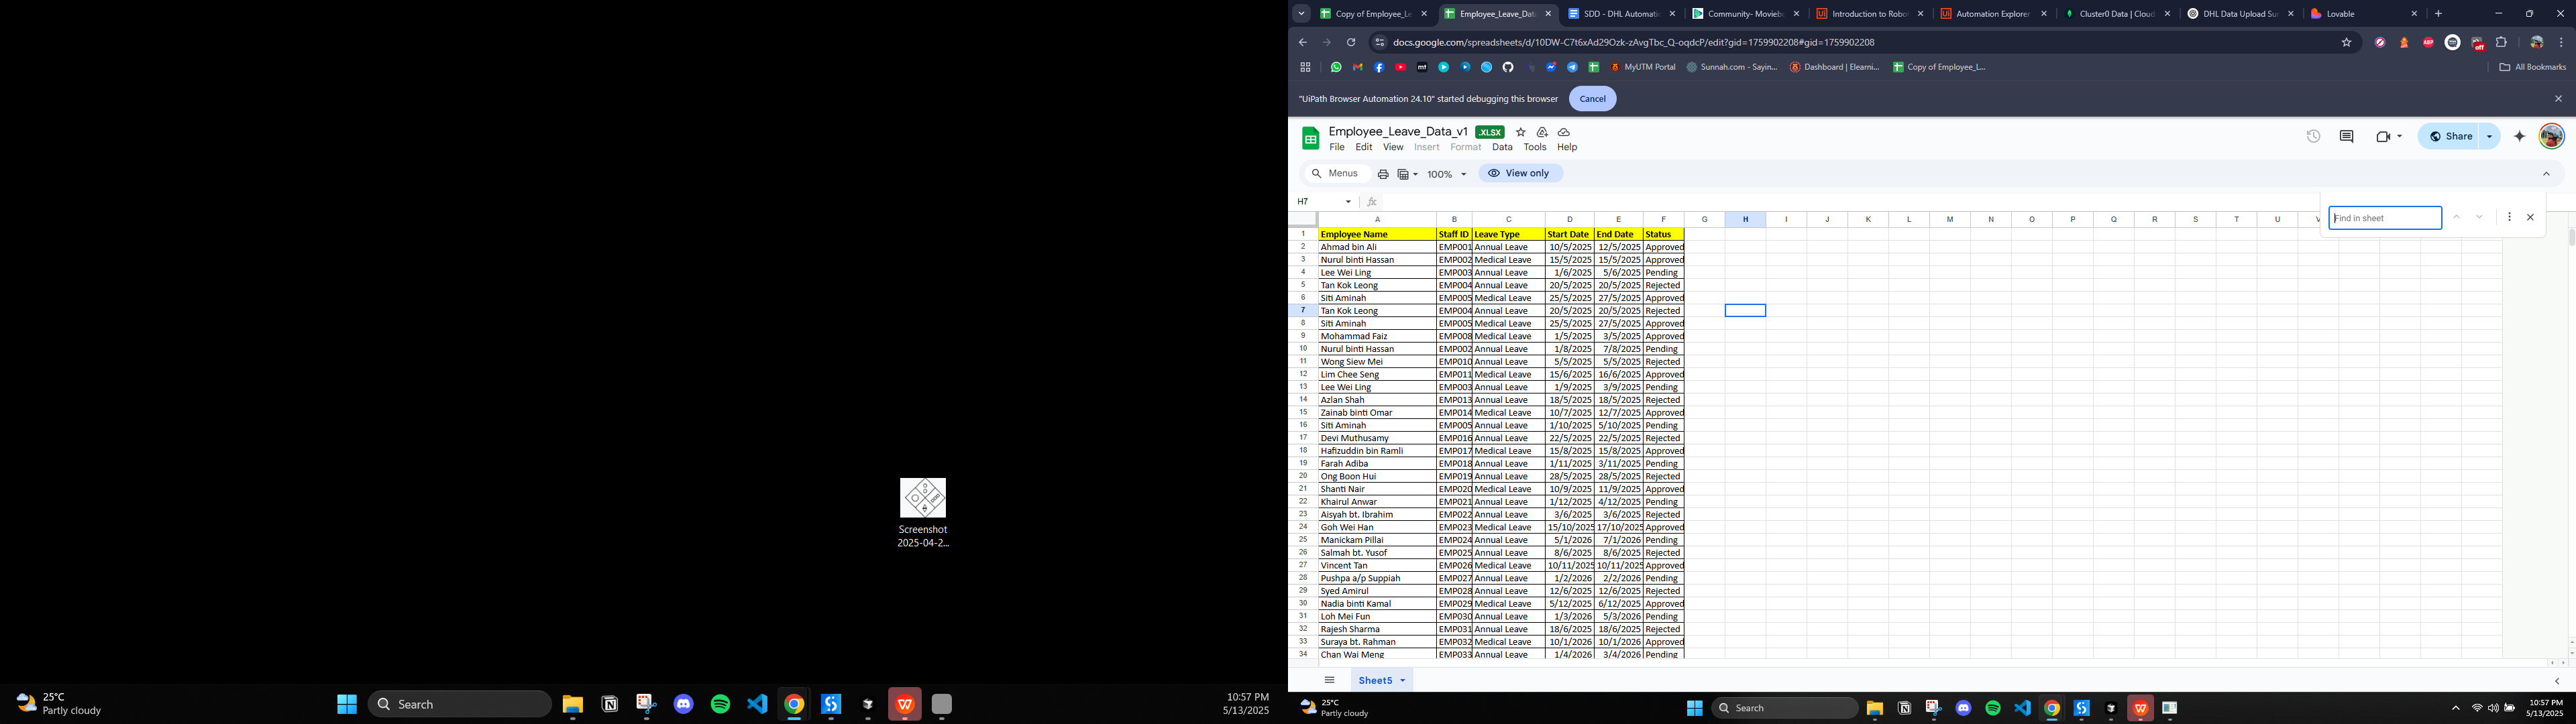 Screenshot
2025-04-2...
25°C
Partly cloudy
Search
10:57 PM
5/13/2025
Copy of Employee_Le
Employee_Leave_Dat
SDD - DHL Automatic
Community- Movieb
Introduction to Robot
Automation Explorer
Cluster0 Data | Cloud
DHL Data Upload Su
Lovable
docs.google.com/spreadsheets/d/10DW-C7t6xAd29Ozk-zAvgTbc_Q-oqdcP/edit?gid=1759902208#gid=1759902208
MyUTM Portal
Sunnah.com - Sayin...
Dashboard | Elearni...
Copy of Employee_L...
All Bookmarks
"UiPath Browser Automation 24.10" started debugging this browser
Cancel
Employee_Leave_Data_v1 .XLSX
File Edit View Insert Format Data Tools Help
Share
Menus
100%
View only
H7
Find in sheet
A B C D E F G H I J K L M N O P Q R S T U V
1 Employee Name Staff ID Leave Type Start Date End Date Status
2 Ahmad bin Ali EMP001 Annual Leave 10/5/2025 12/5/2025 Approved
3 Nurul binti Hassan EMP002 Medical Leave 15/5/2025 15/5/2025 Approved
4 Lee Wei Ling EMP003 Annual Leave 1/6/2025 5/6/2025 Pending
5 Tan Kok Leong EMP004 Annual Leave 20/5/2025 20/5/2025 Rejected
6 Siti Aminah EMP005 Medical Leave 25/5/2025 27/5/2025 Approved
7 Tan Kok Leong EMP004 Annual Leave 20/5/2025 20/5/2025 Rejected
8 Siti Aminah EMP005 Medical Leave 25/5/2025 27/5/2025 Approved
9 Mohammad Faiz EMP008 Medical Leave 1/5/2025 3/5/2025 Approved
10 Nurul binti Hassan EMP002 Annual Leave 1/8/2025 7/8/2025 Pending
11 Wong Siew Mei EMP010 Annual Leave 5/5/2025 5/5/2025 Rejected
12 Lim Chee Seng EMP011 Medical Leave 15/6/2025 16/6/2025 Approved
13 Lee Wei Ling EMP003 Annual Leave 1/9/2025 3/9/2025 Pending
14 Azlan Shah EMP013 Annual Leave 18/5/2025 18/5/2025 Rejected
15 Zainab binti Omar EMP014 Medical Leave 10/7/2025 12/7/2025 Approved
16 Siti Aminah EMP005 Annual Leave 1/10/2025 5/10/2025 Pending
17 Devi Muthusamy EMP016 Annual Leave 22/5/2025 22/5/2025 Rejected
18 Hafizuddin bin Ramli EMP017 Medical Leave 15/8/2025 15/8/2025 Approved
19 Farah Adiba EMP018 Annual Leave 1/11/2025 3/11/2025 Pending
20 Ong Boon Hui EMP019 Annual Leave 28/5/2025 28/5/2025 Rejected
21 Shanti Nair EMP020 Medical Leave 10/9/2025 11/9/2025 Approved
22 Khairul Anwar EMP021 Annual Leave 1/12/2025 4/12/2025 Pending
23 Aisyah bt. Ibrahim EMP022 Annual Leave 3/6/2025 3/6/2025 Rejected
24 Goh Wei Han EMP023 Medical Leave 15/10/2025 17/10/2025 Approved
25 Manickam Pillai EMP024 Annual Leave 5/1/2026 7/1/2026 Pending
26 Salmah bt. Yusof EMP025 Annual Leave 8/6/2025 8/6/2025 Rejected
27 Vincent Tan EMP026 Medical Leave 10/11/2025 10/11/2025 Approved
28 Pushpa a/p Suppiah EMP027 Annual Leave 1/2/2026 2/2/2026 Pending
29 Syed Amirul EMP028 Annual Leave 12/6/2025 12/6/2025 Rejected
30 Nadia binti Kamal EMP029 Medical Leave 5/12/2025 6/12/2025 Approved
31 Loh Mei Fun EMP030 Annual Leave 1/3/2026 5/3/2026 Pending
32 Rajesh Sharma EMP031 Annual Leave 18/6/2025 18/6/2025 Rejected
33 Suraya bt. Rahman EMP032 Medical Leave 10/1/2026 10/1/2026 Approved
34 Chan Wai Meng EMP033 Annual Leave 1/4/2026 3/4/2026 Pending
Sheet5
25°C
Partly cloudy
Search
10:57 PM
5/13/2025